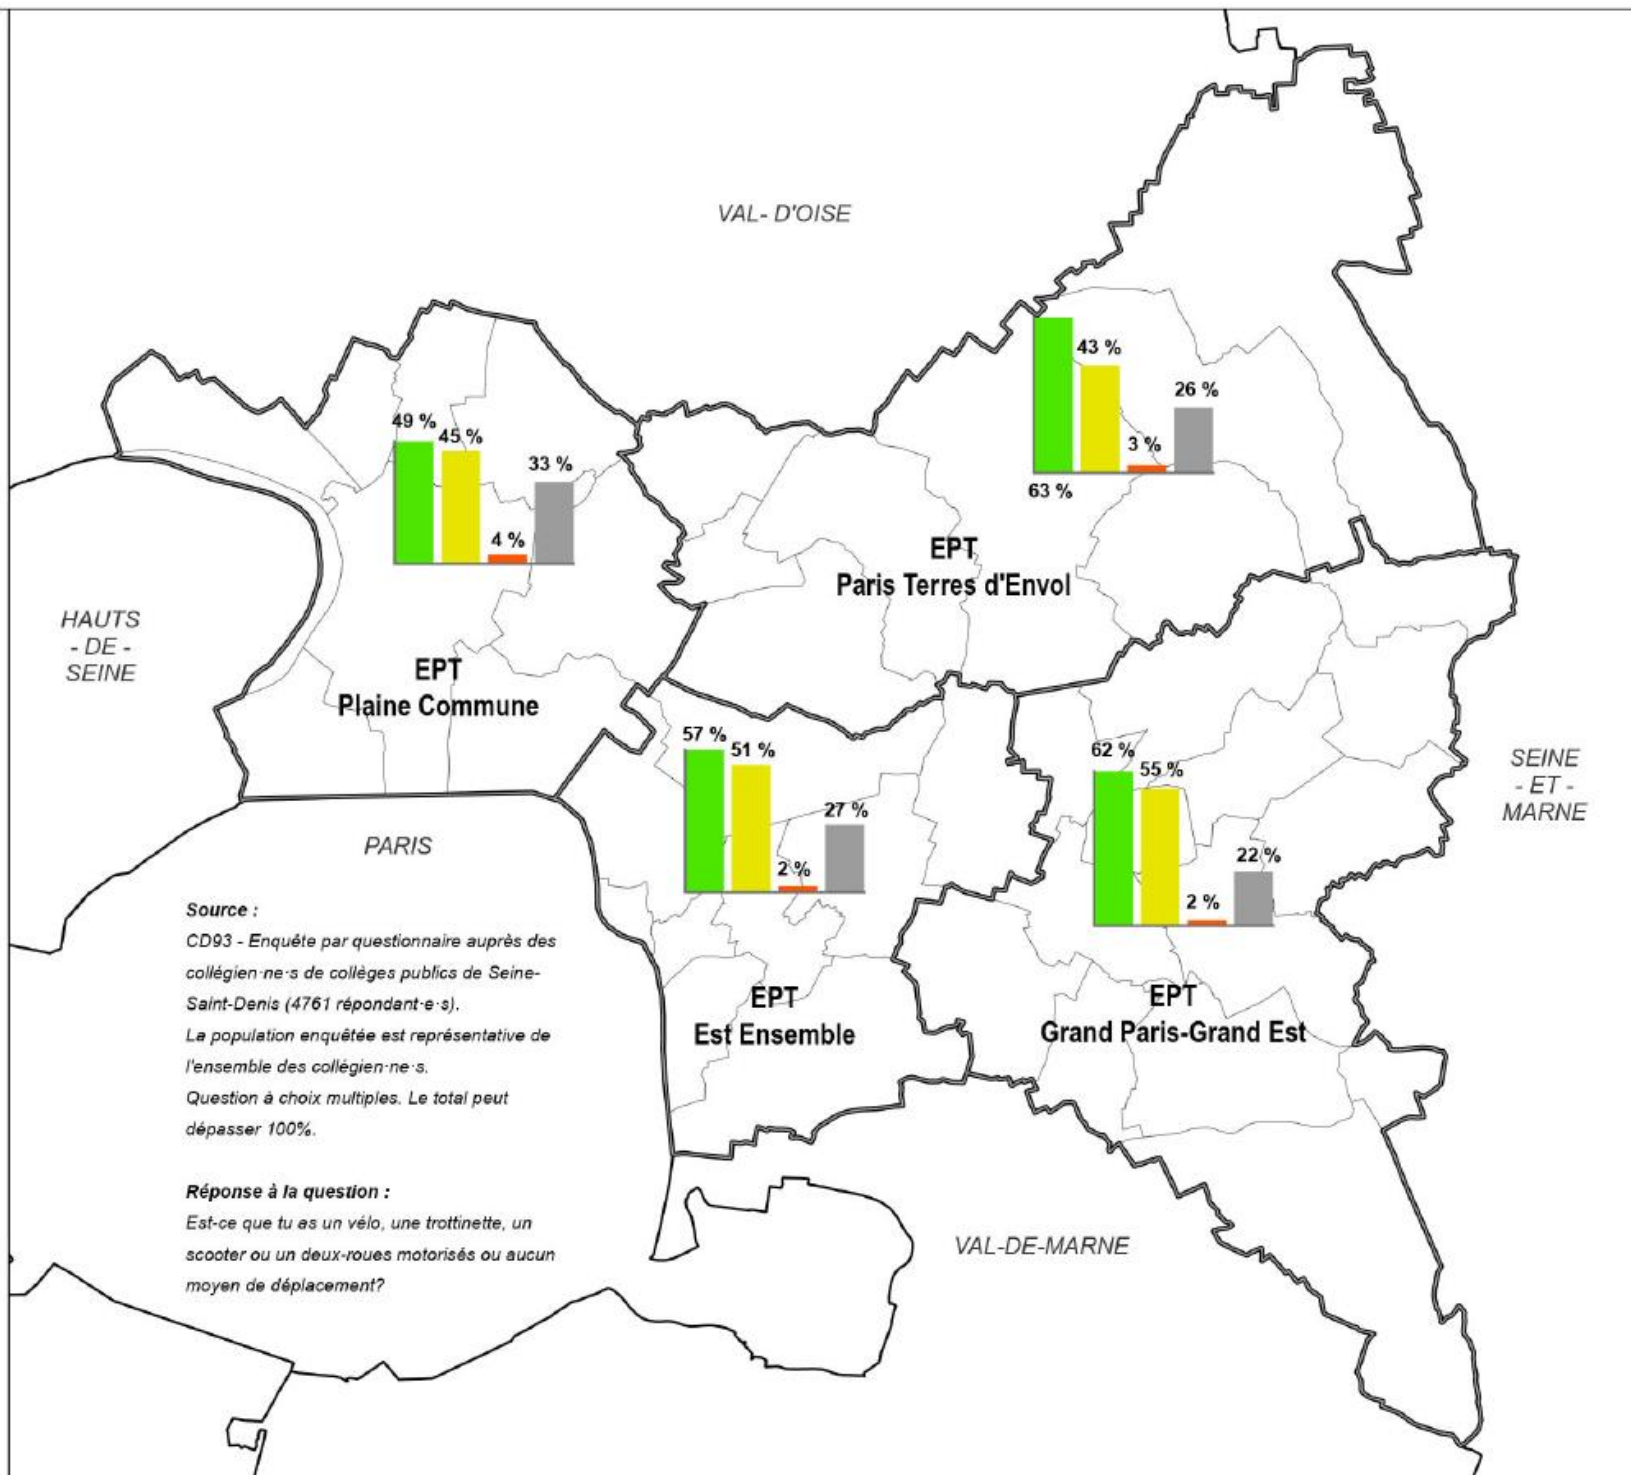 VAL- D'OISE
43 %
26 %
3 %
63 %
49 %
45 %
33 %
4 %
EPT
Paris Terres d'Envol
HAUTS
- DE -
SEINE
EPT
Plaine Commune
57 %
51 %
27 %
2 %
62 %
55 %
22 %
2 %
SEINE
- ET -
MARNE
PARIS
Source :
CD93 - Enquête par questionnaire auprès des
collégien·ne·s de collèges publics de Seine-
Saint-Denis (4761 répondant·e·s).
La population enquêtée est représentative de
l'ensemble des collégien·ne·s.
Question à choix multiples. Le total peut
dépasser 100%.
EPT
Est Ensemble
EPT
Grand Paris-Grand Est
Réponse à la question :
Est-ce que tu as un vélo, une trottinette, un
scooter ou un deux-roues motorisés ou aucun
moyen de déplacement?
VAL-DE-MARNE